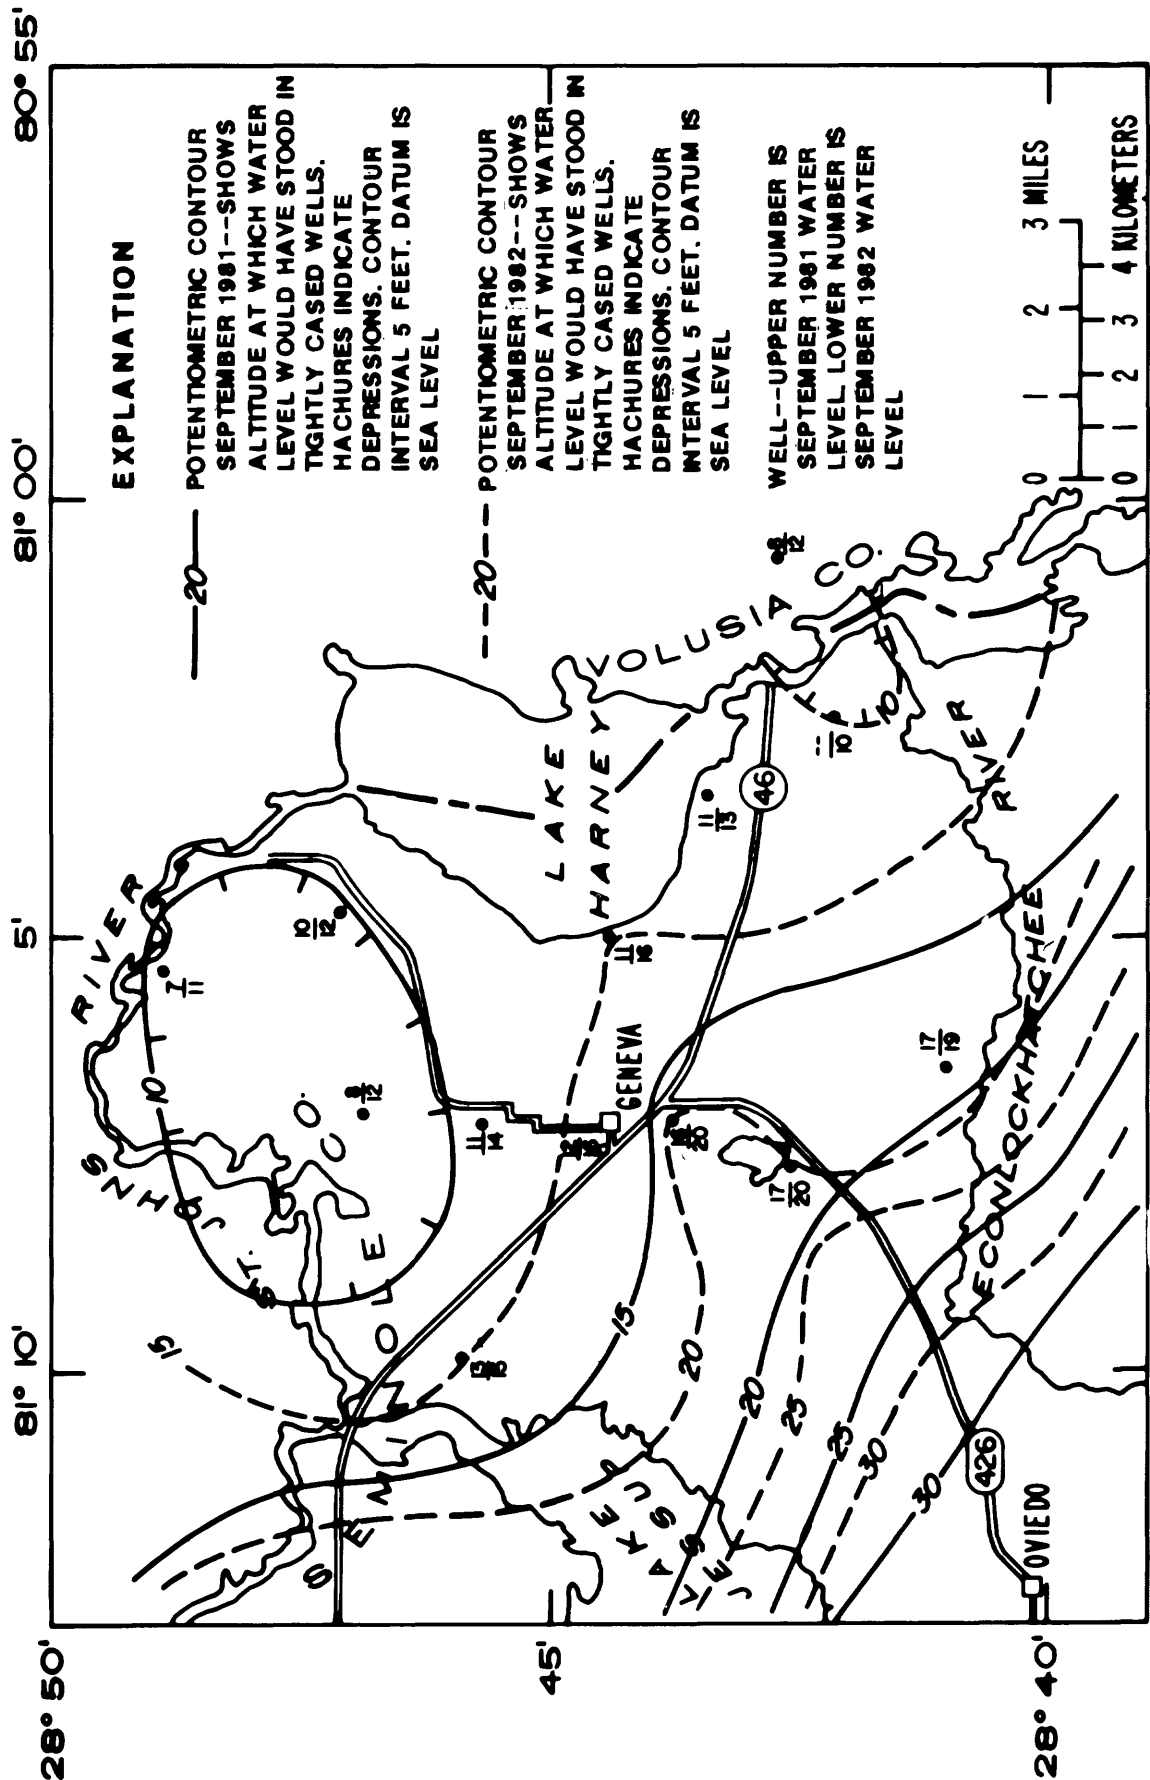 81° 10'
5'
81° 00'
80° 55'
28° 50'
45'
28° 40'
EXPLANATION
20
POTENTIOMETRIC CONTOUR
SEPTEMBER 1981--SHOWS
ALTITUDE AT WHICH WATER
LEVEL WOULD HAVE STOOD IN
TIGHTLY CASED WELLS.
HACHURES INDICATE
DEPRESSIONS. CONTOUR
INTERVAL 5 FEET. DATUM IS
SEA LEVEL
20
POTENTIOMETRIC CONTOUR
SEPTEMBER 1982--SHOWS
ALTITUDE AT WHICH WATER
LEVEL WOULD HAVE STOOD IN
TIGHTLY CASED WELLS.
HACHURES INDICATE
DEPRESSIONS. CONTOUR
INTERVAL 5 FEET. DATUM IS
SEA LEVEL
12
WELL--UPPER NUMBER IS
SEPTEMBER 1981 WATER
LEVEL LOWER NUMBER IS
SEPTEMBER 1982 WATER
LEVEL
0 1 2 3 MILES
0 1 2 3 4 KILOMETERS
ST. JOHNS RIVER
SEMINOLE CO.
VOLUSIA CO.
LAKE
HARNEY
LAKE
JESSUP
ECONLOCKHATCHEE RIVER
GENEVA
OVIEDO
46
426
10
15
15
20
20
25
25
30
30
10
7
11
10
12
8
12
11
14
11
16
11
13
--
10
17
19
17
20
20
13
15